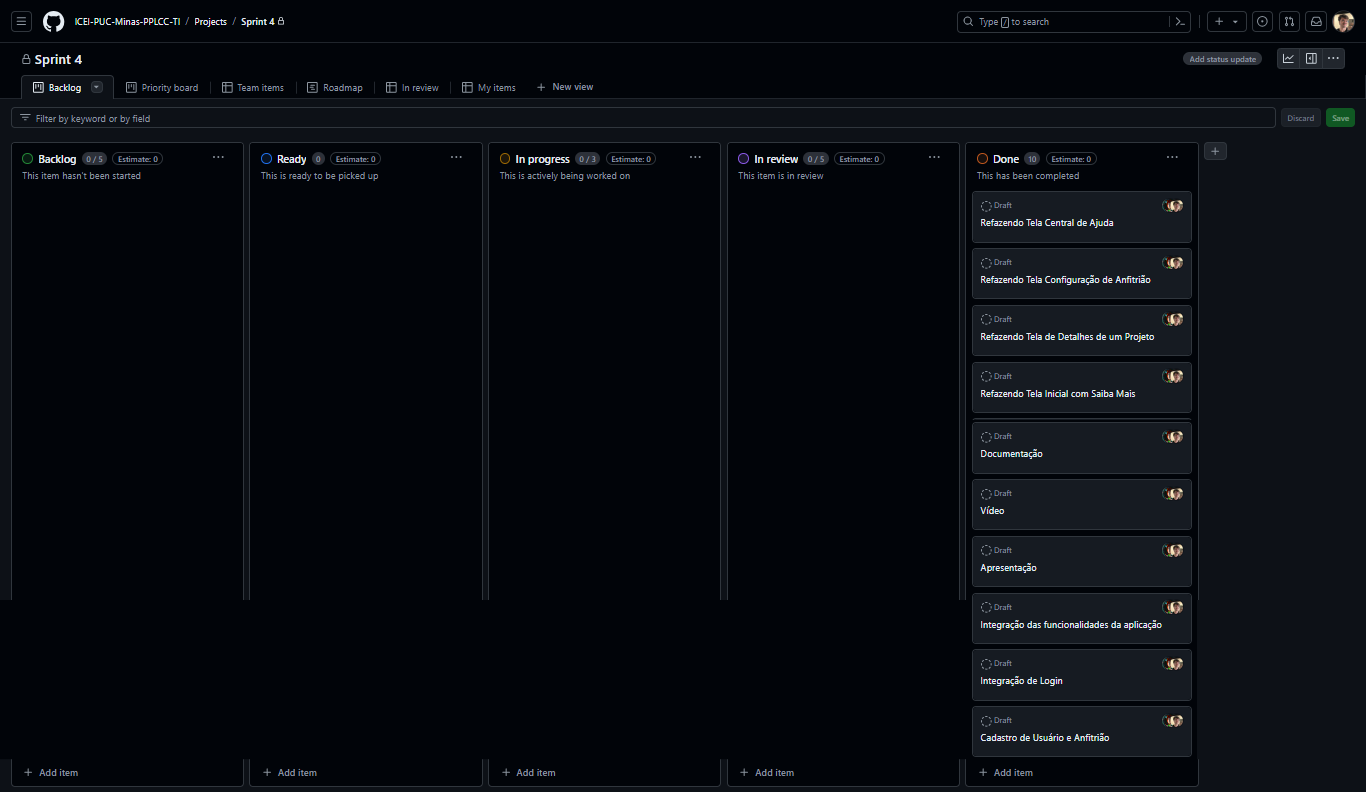 ICEI-PUC-Minas-PPLCC-TI / Projects / Sprint 4
Type / to search
Sprint 4
Add status update
Backlog
Priority board
Team items
Roadmap
In review
My items
New view
Filter by keyword or by field
Discard
Save
Backlog 0 / 5 Estimate: 0
This item hasn't been started
Ready 0 Estimate: 0
This is ready to be picked up
In progress 0 / 3 Estimate: 0
This is actively being worked on
In review 0 / 5 Estimate: 0
This item is in review
Done 10 Estimate: 0
This has been completed
Draft
Refazendo Tela Central de Ajuda
Draft
Refazendo Tela Configuração de Anfitrião
Draft
Refazendo Tela de Detalhes de um Projeto
Draft
Refazendo Tela Inicial com Saiba Mais
Draft
Documentação
Draft
Vídeo
Draft
Apresentação
Draft
Integração das funcionalidades da aplicação
Draft
Integração de Login
Draft
Cadastro de Usuário e Anfitrião
Add item
Add item
Add item
Add item
Add item